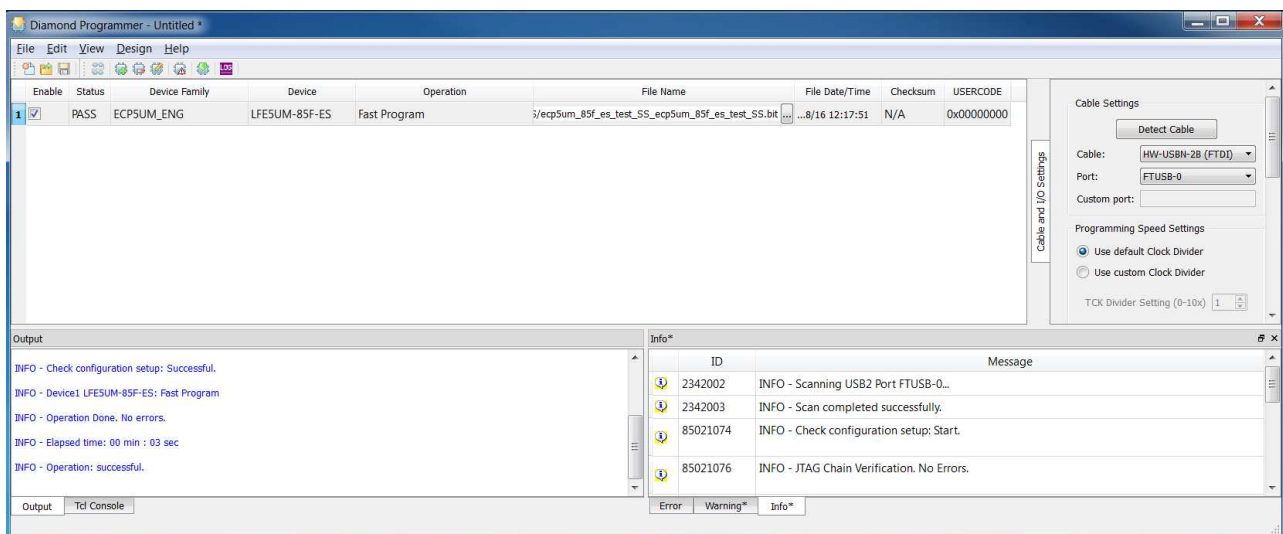 Diamond Programmer - Untitled *
File Edit View Design Help
LOG
Enable Status Device Family Device Operation File Name File Date/Time Checksum USERCODE
1 PASS ECP5UM_ENG LFE5UM-85F-ES Fast Program /ecp5um_85f_es_test_SS_ecp5um_85f_es_test_SS.bit ... ...8/16 12:17:51 N/A 0x00000000
Cable and I/O Settings
Cable Settings
Detect Cable
Cable: HW-USBN-2B (FTDI)
Port: FTUSB-0
Custom port:
Programming Speed Settings
Use default Clock Divider
Use custom Clock Divider
TCK Divider Setting (0-10x) 1
Output
INFO - Check configuration setup: Successful.
INFO - Device1 LFE5UM-85F-ES: Fast Program
INFO - Operation Done. No errors.
INFO - Elapsed time: 00 min : 03 sec
INFO - Operation: successful.
Output Tcl Console
Info*
ID Message
2342002 INFO - Scanning USB2 Port FTUSB-0...
2342003 INFO - Scan completed successfully.
85021074 INFO - Check configuration setup: Start.
85021076 INFO - JTAG Chain Verification. No Errors.
Error Warning* Info*